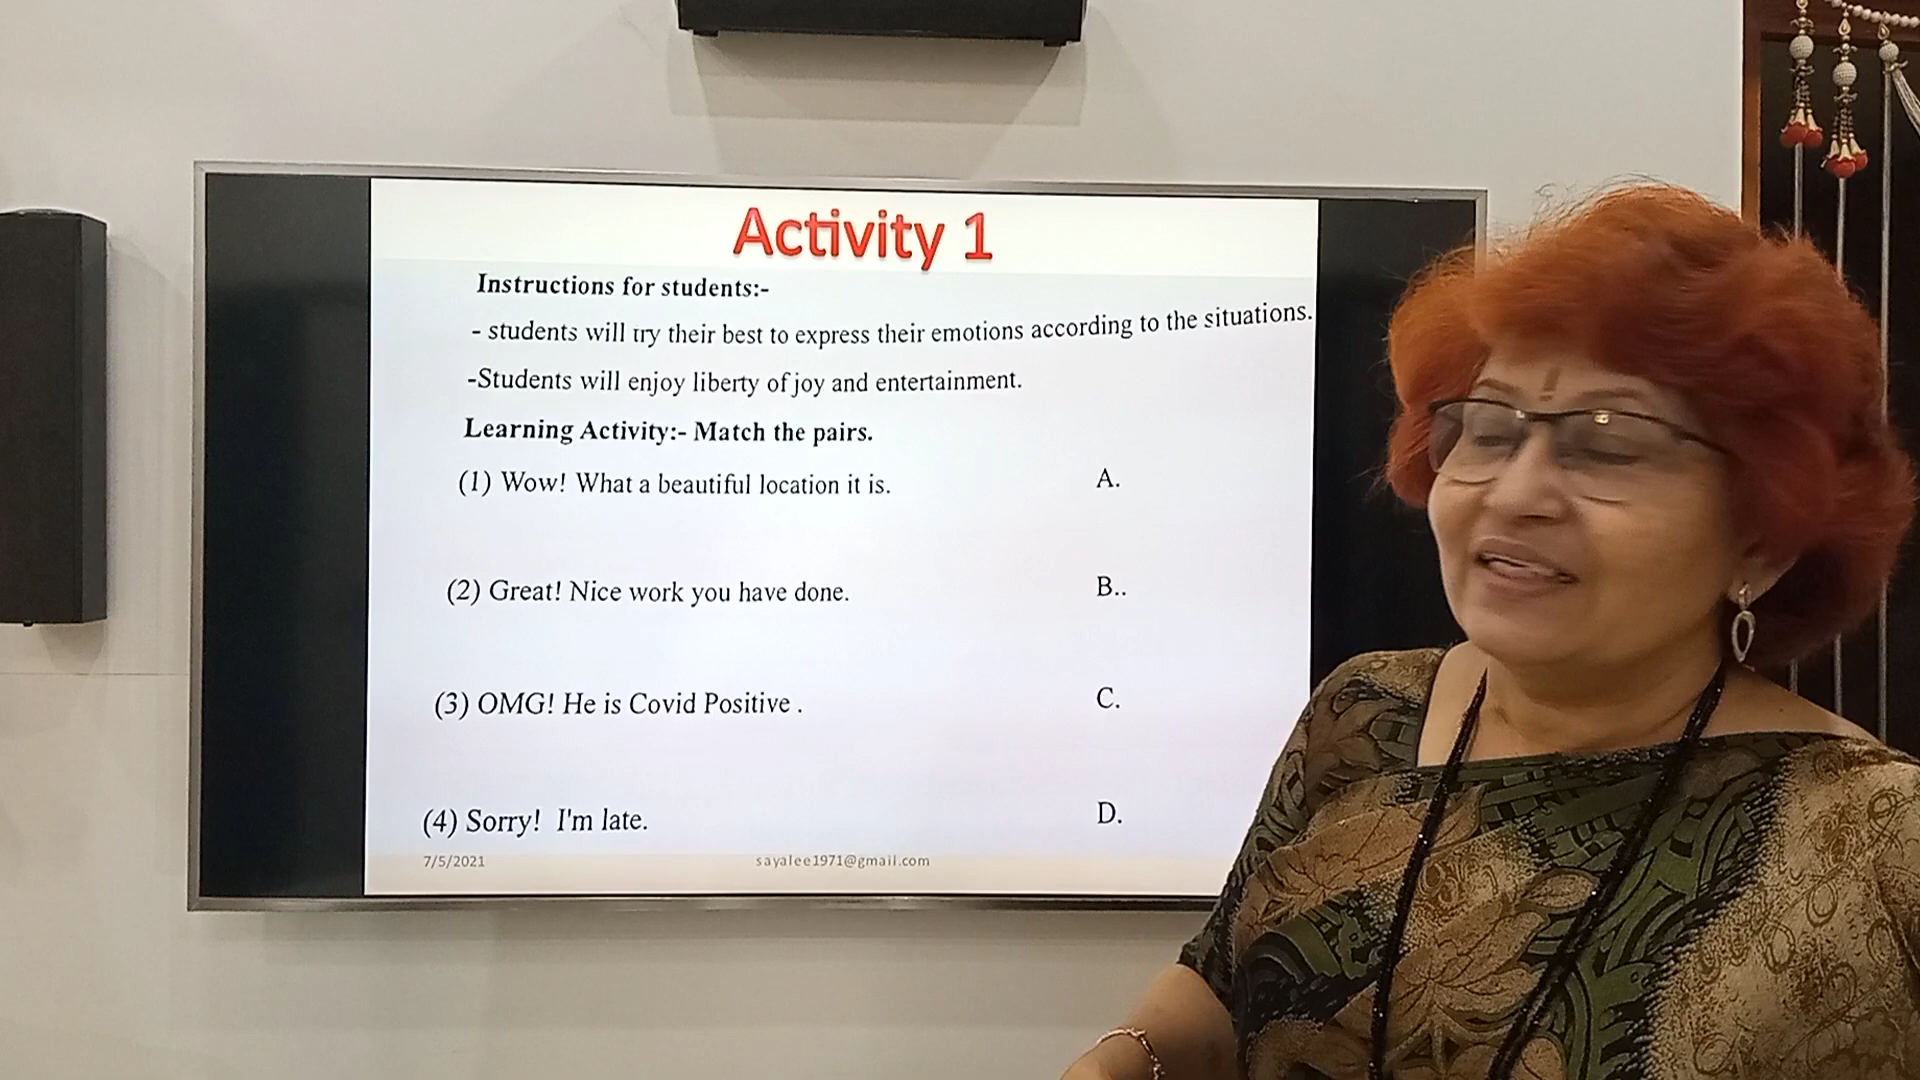 Activity 1
Instructions for students:-
- students will try their best to express their emotions according to the situations.
-Students will enjoy liberty of joy and entertainment.
Learning Activity:- Match the pairs.
(1) Wow! What a beautiful location it is. A.
(2) Great! Nice work you have done. B..
(3) OMG! He is Covid Positive . C.
(4) Sorry! I'm late. D.
7/5/2021 sayalee1971@gmail.com